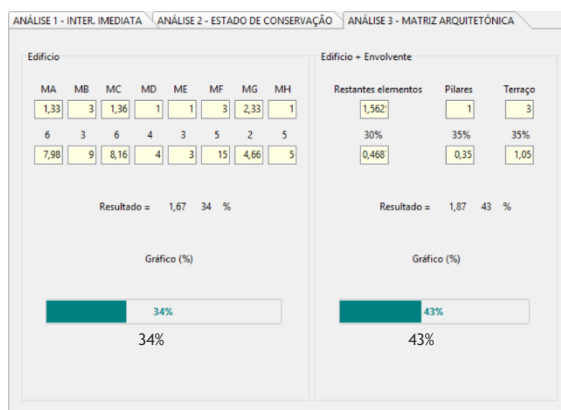 ANÁLISE 1 - INTER. IMEDIATA ANÁLISE 2 - ESTADO DE CONSERVAÇÃO ANÁLISE 3 - MATRIZ ARQUITETÓNICA
Edifício
MA MB MC MD ME MF MG MH
1,33 3 1,36 1 1 3 2,33 1
6 3 6 4 3 5 2 5
7,98 9 8,16 4 3 15 4,66 5
Resultado = 1,67 34 %
Gráfico (%)
34%
34%
Edifício + Envolvente
Restantes elementos Pilares Terraço
1,562 1 3
30% 35% 35%
0,468 0,35 1,05
Resultado = 1,87 43 %
Gráfico (%)
43%
43%